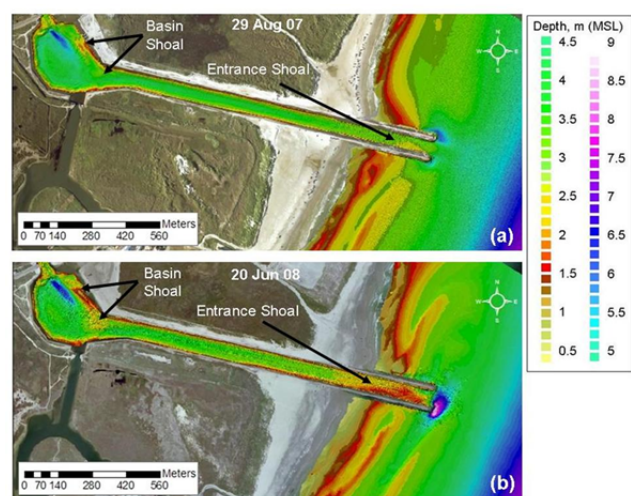 29 Aug 07
Basin
Shoal
Entrance Shoal
N
W
E
S
Meters
0 70 140 280 420 560
(a)
20 Jun 08
Basin
Shoal
Entrance Shoal
N
W
E
S
Meters
0 70 140 280 420 560
(b)
Depth, m (MSL)
4.5 9
4 8.5
3.5 8
3 7.5
2.5 7
2 6.5
1.5 6
1 5.5
0.5 5